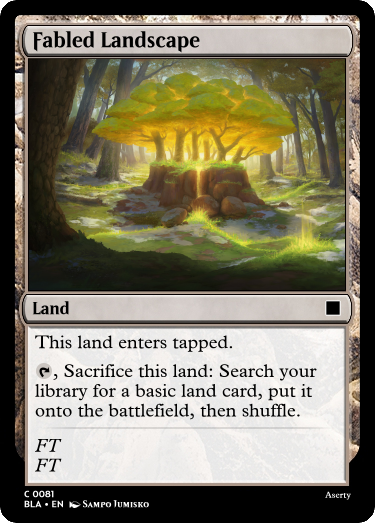 Fabled Landscape
Land
This land enters tapped.
, Sacrifice this land: Search your
library for a basic land card, put it
onto the battlefield, then shuffle.
FT
FT
C 0081
BLA • EN Sampo Jumisko
Aserty